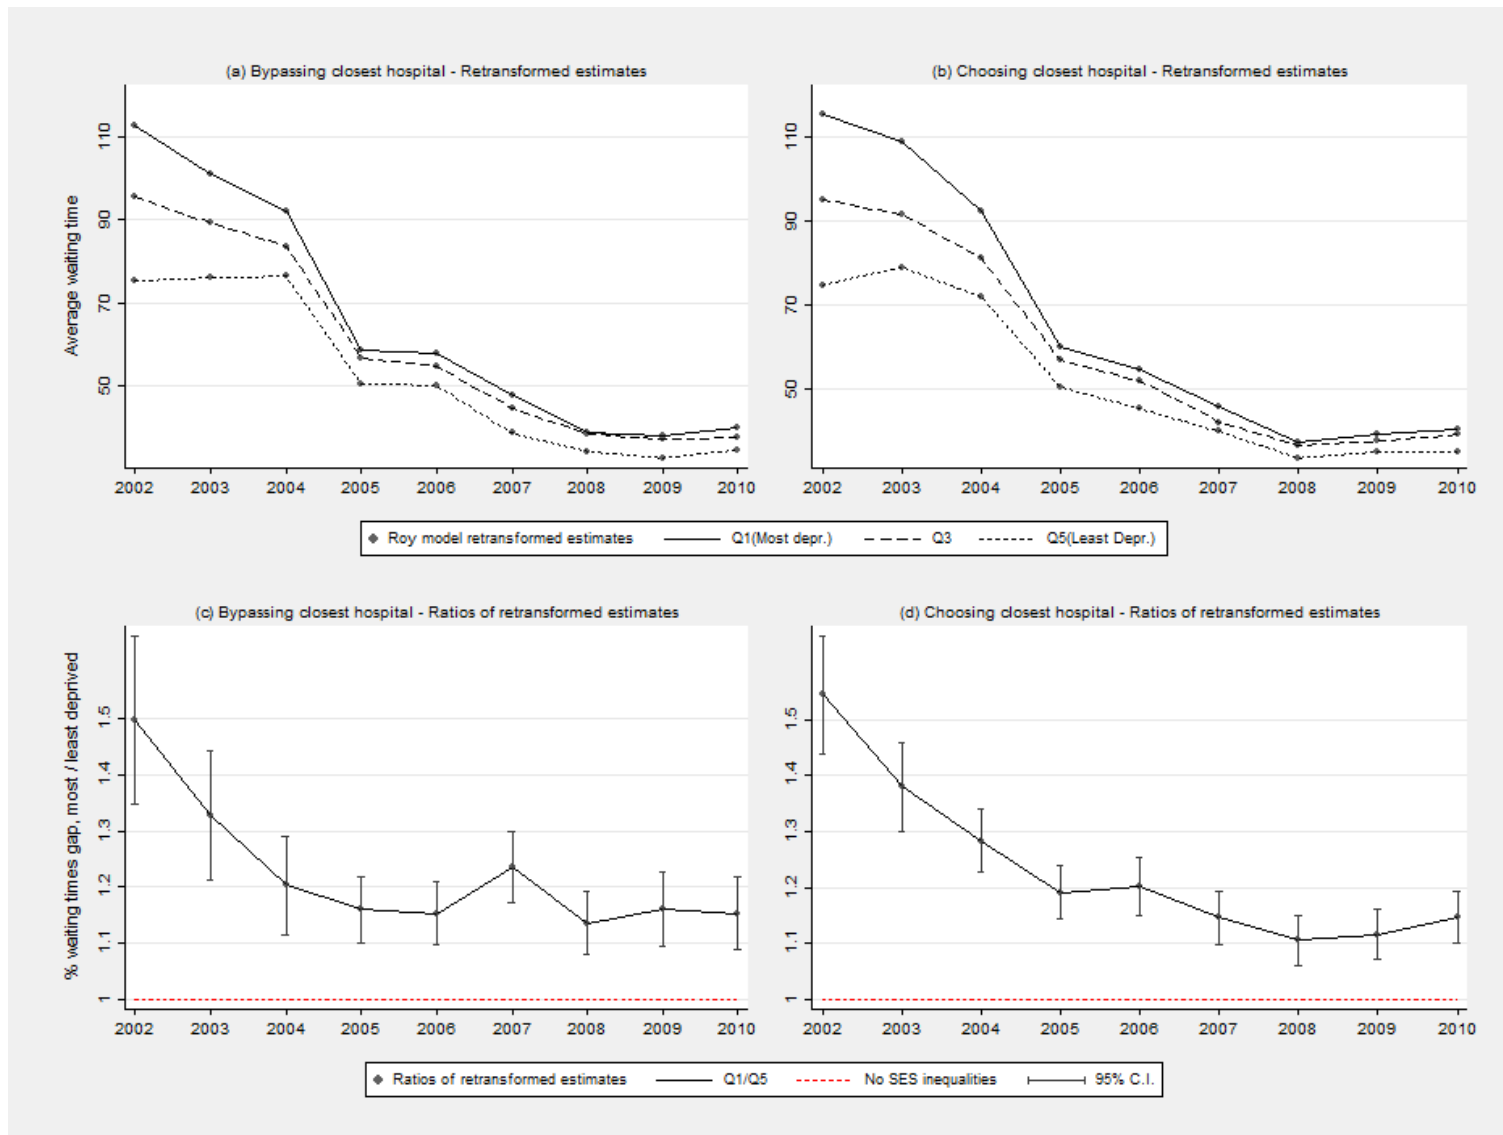 (a) Bypassing closest hospital - Retransformed estimates
(b) Choosing closest hospital - Retransformed estimates
Average waiting time
110
90
70
50
2002 2003 2004 2005 2006 2007 2008 2009 2010
110
90
70
50
2002 2003 2004 2005 2006 2007 2008 2009 2010
Roy model retransformed estimates Q1(Most depr.) Q3 Q5(Least Depr.)
(c) Bypassing closest hospital - Ratios of retransformed estimates
(d) Choosing closest hospital - Ratios of retransformed estimates
% waiting times gap, most / least deprived
1.5
1.4
1.3
1.2
1.1
1
2002 2003 2004 2005 2006 2007 2008 2009 2010
1.5
1.4
1.3
1.2
1.1
1
2002 2003 2004 2005 2006 2007 2008 2009 2010
Ratios of retransformed estimates Q1/Q5 No SES inequalities 95% C.I.